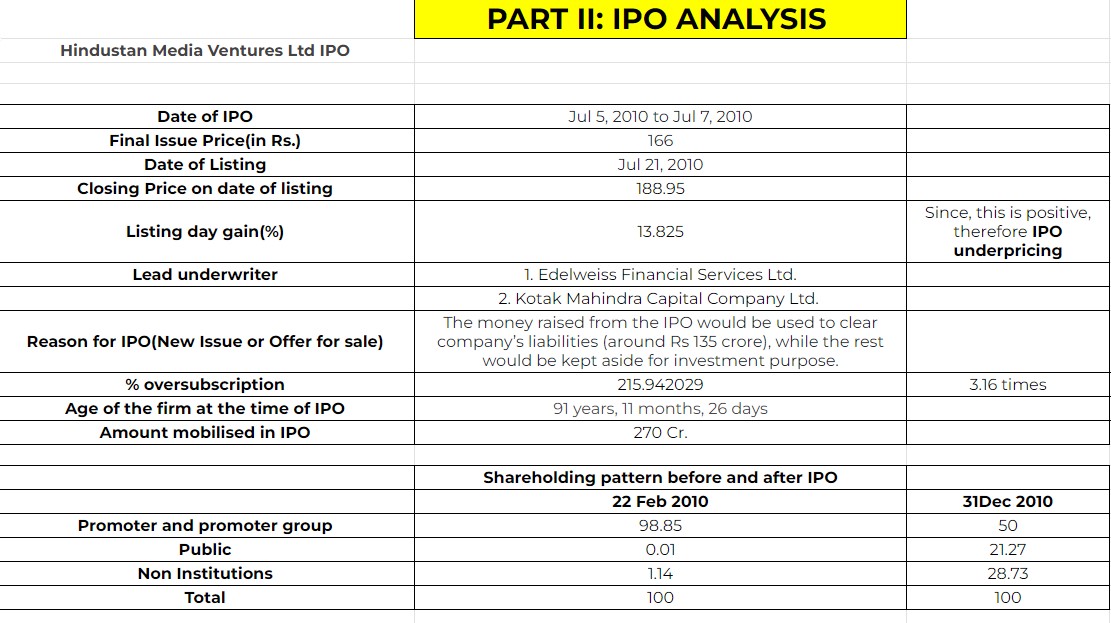 PART II: IPO ANALYSIS
Hindustan Media Ventures Ltd IPO
Date of IPO Jul 5, 2010 to Jul 7, 2010
Final Issue Price(in Rs.) 166
Date of Listing Jul 21, 2010
Closing Price on date of listing 188.95
Listing day gain(%) 13.825
Since, this is positive,
therefore IPO
underpricing
Lead underwriter 1. Edelweiss Financial Services Ltd.
2. Kotak Mahindra Capital Company Ltd.
Reason for IPO(New Issue or Offer for sale)
The money raised from the IPO would be used to clear
company's liabilities (around Rs 135 crore), while the rest
would be kept aside for investment purpose.
% oversubscription 215.942029 3.16 times
Age of the firm at the time of IPO 91 years, 11 months, 26 days
Amount mobilised in IPO 270 Cr.
Shareholding pattern before and after IPO
22 Feb 2010 31Dec 2010
Promoter and promoter group 98.85 50
Public 0.01 21.27
Non Institutions 1.14 28.73
Total 100 100